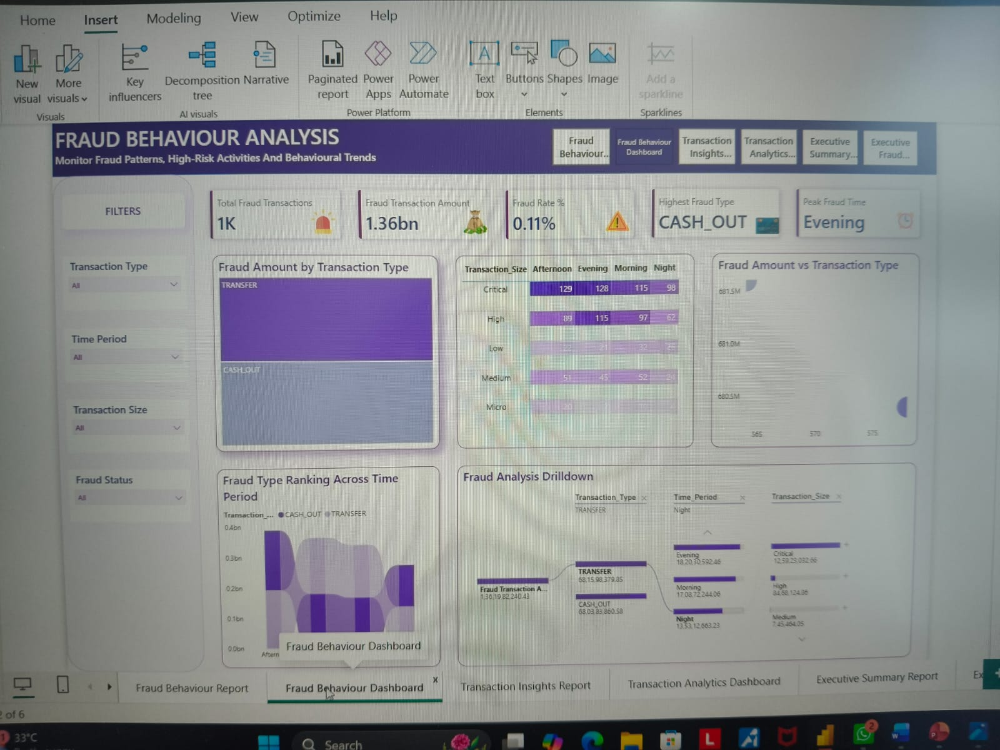 Home Insert Modeling View Optimize Help
New visual
More visuals
Visuals
Key influencers
Decomposition tree
Narrative
AI visuals
Paginated report
Power Apps
Power Automate
Power Platform
Text box
Buttons
Shapes
Image
Elements
Add a sparkline
Sparklines
FRAUD BEHAVIOUR ANALYSIS
Monitor Fraud Patterns, High-Risk Activities And Behavioural Trends
Fraud Behaviour...
Fraud Behaviour Dashboard
Transaction Insights...
Transaction Analytics...
Executive Summary...
Executive Fraud...
FILTERS
Transaction Type
All
Time Period
All
Transaction Size
All
Fraud Status
All
Total Fraud Transactions
1K
Fraud Transaction Amount
1.36bn
Fraud Rate %
0.11%
Highest Fraud Type
CASH_OUT
Peak Fraud Time
Evening
Fraud Amount by Transaction Type
TRANSFER
CASH_OUT
Transaction_Size Afternoon Evening Morning Night
Critical 129 128 115 98
High 89 115 97 62
Low 21 32
Medium 51 45 52 24
Micro
Fraud Amount vs Transaction Type
681.5M
681.0M
680.5M
565 570 575
Fraud Type Ranking Across Time Period
Transaction_... CASH_OUT TRANSFER
0.4bn
0.3bn
0.2bn
0.1bn
0.0bn
Aftern
Fraud Behaviour Dashboard
Fraud Analysis Drilldown
Transaction_Type x
TRANSFER
Time_Period x
Night
Transaction_Size x
Fraud Transaction A...
1,36,19,82,240.43
TRANSFER
68,15,98,379.85
CASH_OUT
68,03,83,860.58
Evening
18,20,30,592.46
Morning
17,08,72,244.06
Night
13,53,12,663.23
Critical
12,59,23,032.66
High
84,68,124.86
Medium
7,45,464.05
Fraud Behaviour Report
Fraud Behaviour Dashboard x
Transaction Insights Report
Transaction Analytics Dashboard
Executive Summary Report
Ex
of 6
1
33°C
Search
2